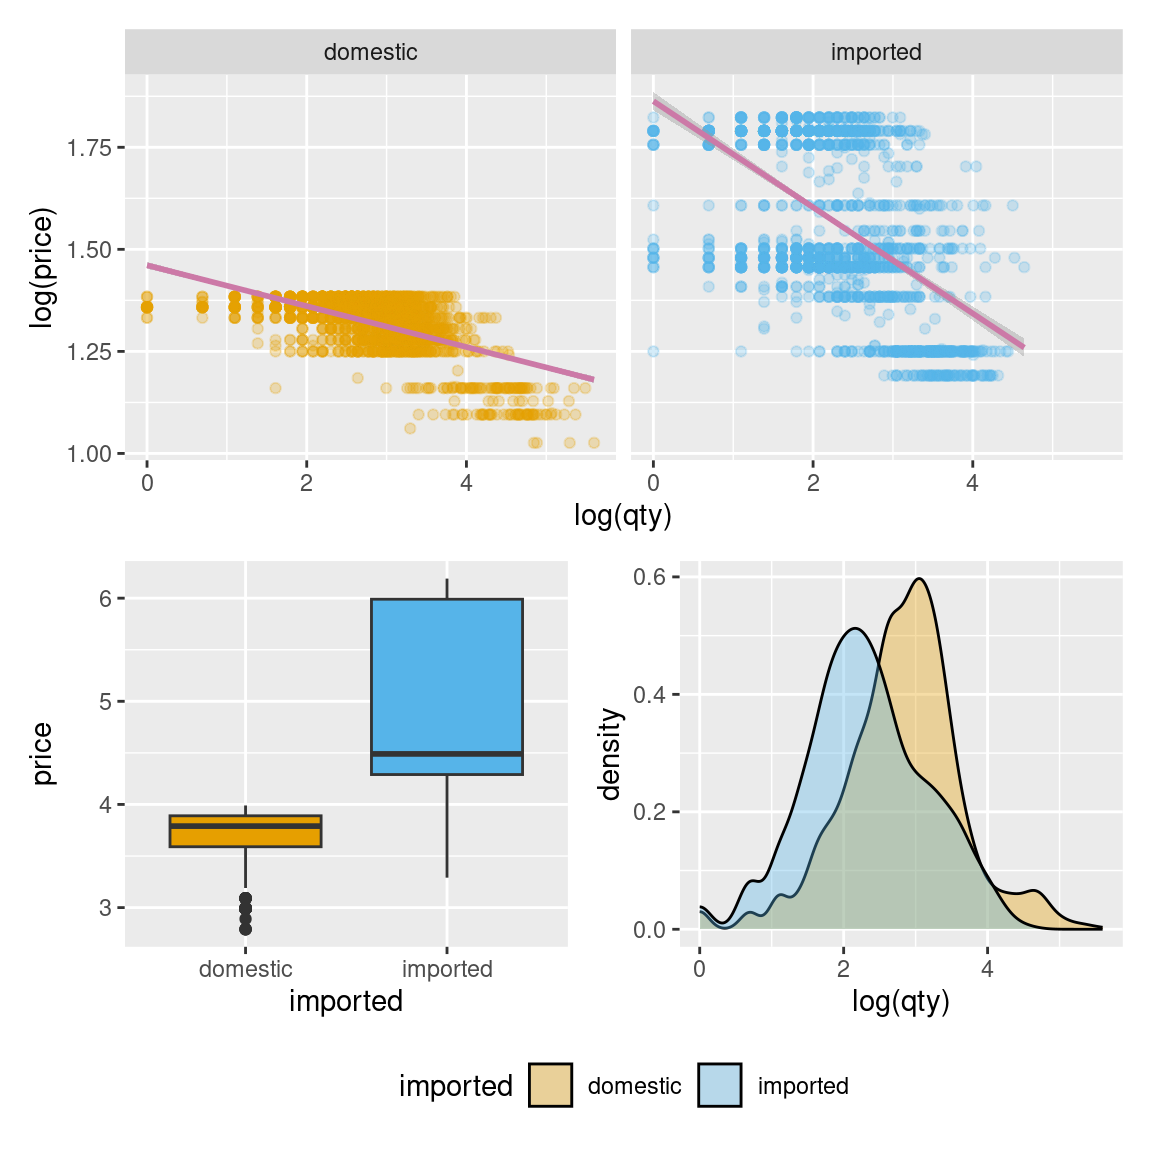 domestic
imported
1.75
1.50
1.25
1.00
log(price)
0 2 4
0 2 4
log(qty)
6
5
4
3
price
domestic imported
imported
0.6
0.4
0.2
0.0
density
0 2 4
log(qty)
imported domestic imported